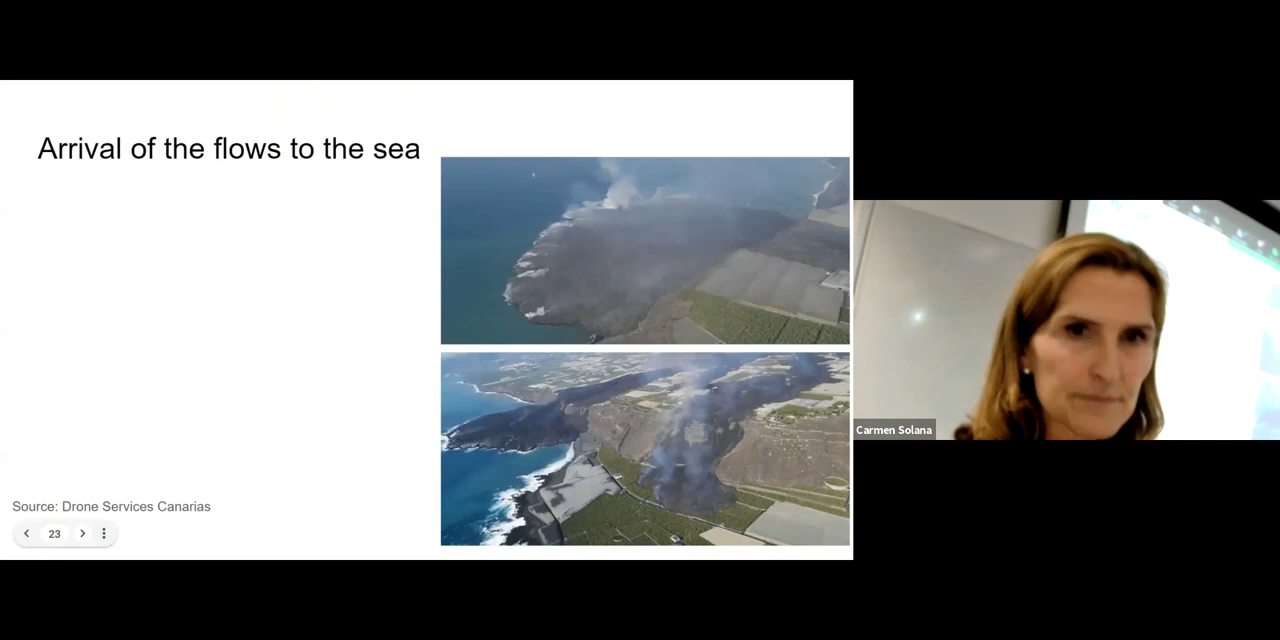 Arrival of the flows to the sea
Source: Drone Services Canarias
23
Carmen Solana